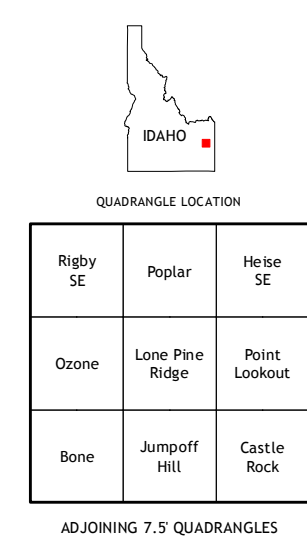 IDAHO
QUADRANGLE LOCATION
Rigby
SE
Poplar
Heise
SE
Ozone
Lone Pine
Ridge
Point
Lookout
Bone
Jumpoff
Hill
Castle
Rock
ADJOINING 7.5' QUADRANGLES